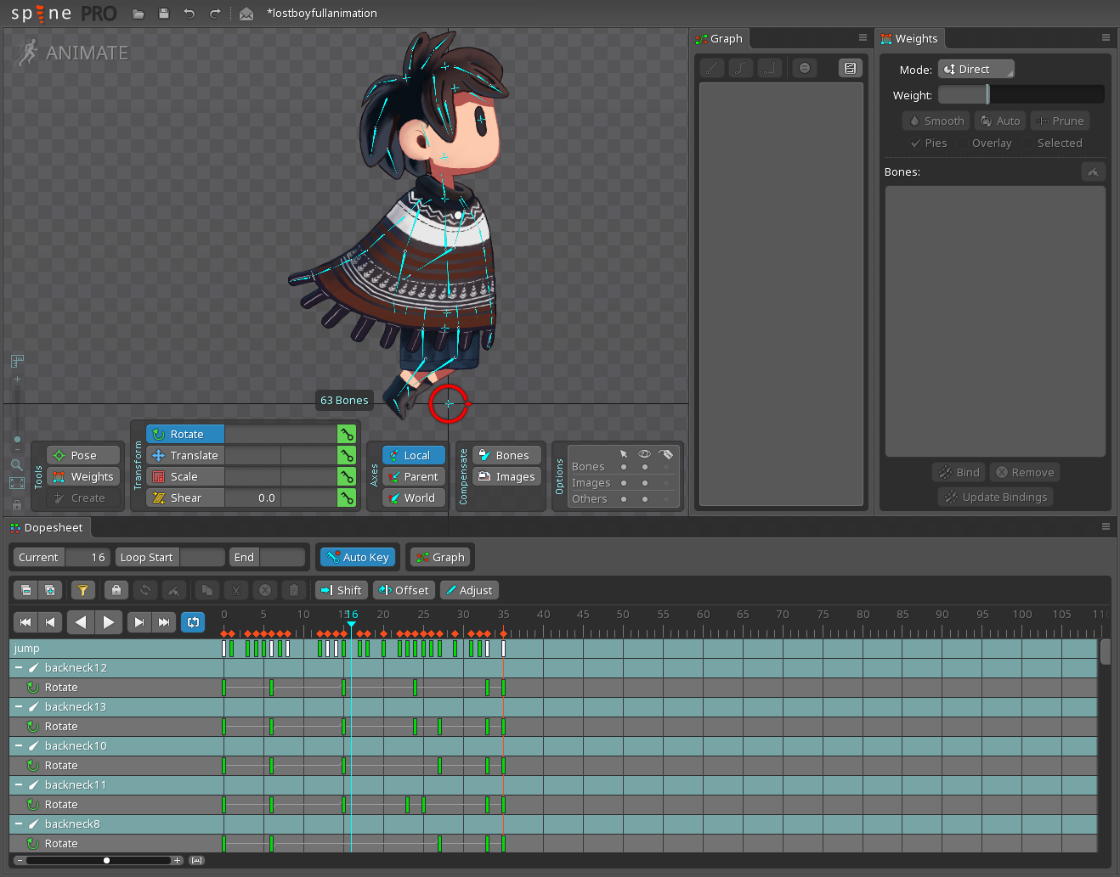 spine PRO *lostboyfullanimation
ANIMATE
Graph
Weights
Mode: Direct
Weight:
Smooth Auto Prune
Pies Overlay Selected
Bones:
Bind Remove
Update Bindings
63 Bones
Tools
Pose
Weights
Create
Transform
Rotate
Translate
Scale
Shear 0.0
Axes
Local
Parent
World
Compensate
Bones
Images
Options
Bones
Images
Others
Dopesheet
Current 16 Loop Start End Auto Key Graph
Shift Offset Adjust
0 5 10 16 20 25 30 35 40 45 50 55 60 65 70 75 80 85 90 95 100 105
jump
backneck12
Rotate
backneck13
Rotate
backneck10
Rotate
backneck11
Rotate
backneck8
Rotate